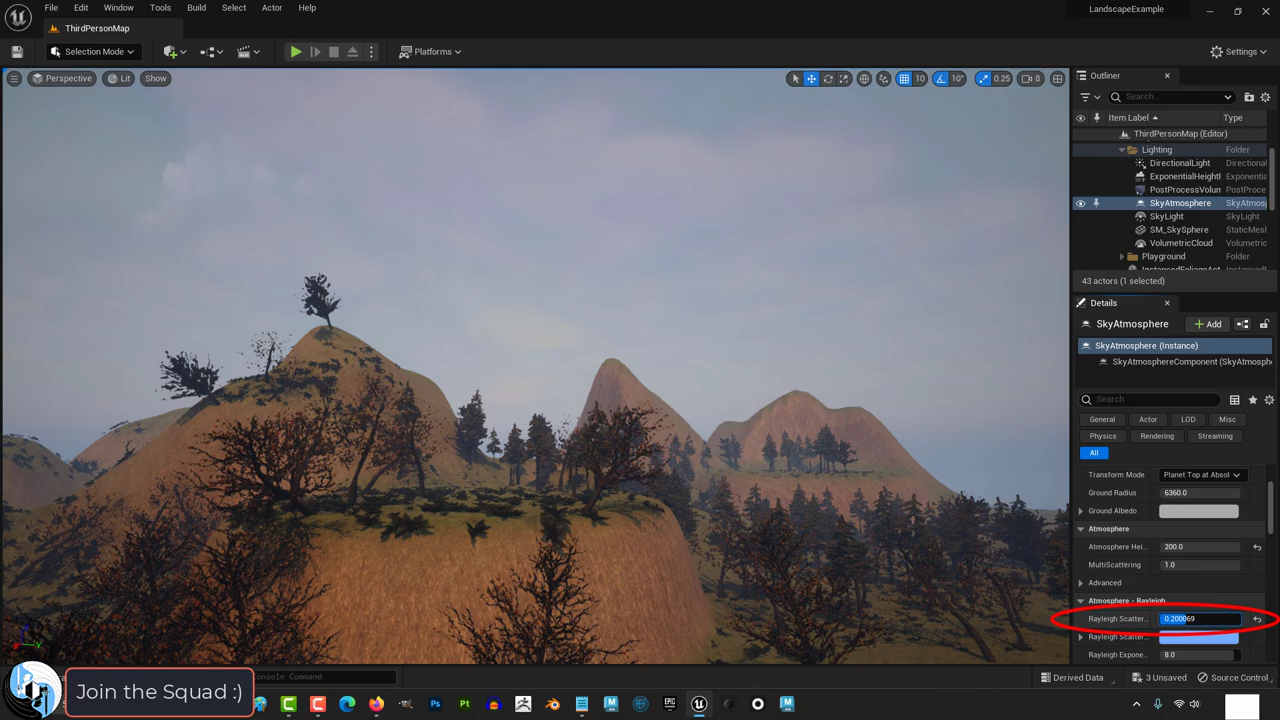 File Edit Window Tools Build Select Actor Help
LandscapeExample
ThirdPersonMap
Selection Mode
Platforms
Settings
Perspective Lit Show
10 10° 0.25 8
Outliner
Search...
Item Label Type
ThirdPersonMap (Editor)
Lighting Folder
DirectionalLight Directional
ExponentialHeightF
PostProcessVolun PostProce
SkyAtmosphere SkyAtmos
SkyLight SkyLight
SM_SkySphere StaticMesl
VolumetricCloud Volumetric
Playground Folder
InstancedFoliageAct
43 actors (1 selected)
Details
SkyAtmosphere
Add
SkyAtmosphere (Instance)
SkyAtmosphereComponent (SkyAtmosphe
Search
General Actor LOD Misc
Physics Rendering Streaming
All
Transform Mode Planet Top at Absol
Ground Radius 6360.0
Ground Albedo
Atmosphere
Atmosphere Hei... 200.0
MultiScattering 1.0
Advanced
Atmosphere - Rayleigh
Rayleigh Scatter... 0.200069
Rayleigh Scatter...
Rayleigh Expone... 8.0
Console Command
Derived Data 3 Unsaved Source Control
Join the Squad :)